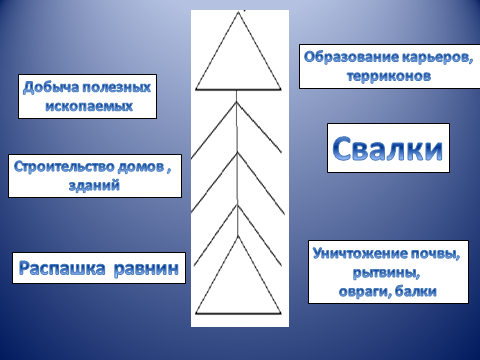 Добыча полезных
ископаемых
Строительство домов ,
зданий
Распашка равнин
Образование карьеров,
терриконов
Свалки
Уничтожение почвы,
рытвины,
овраги, балки